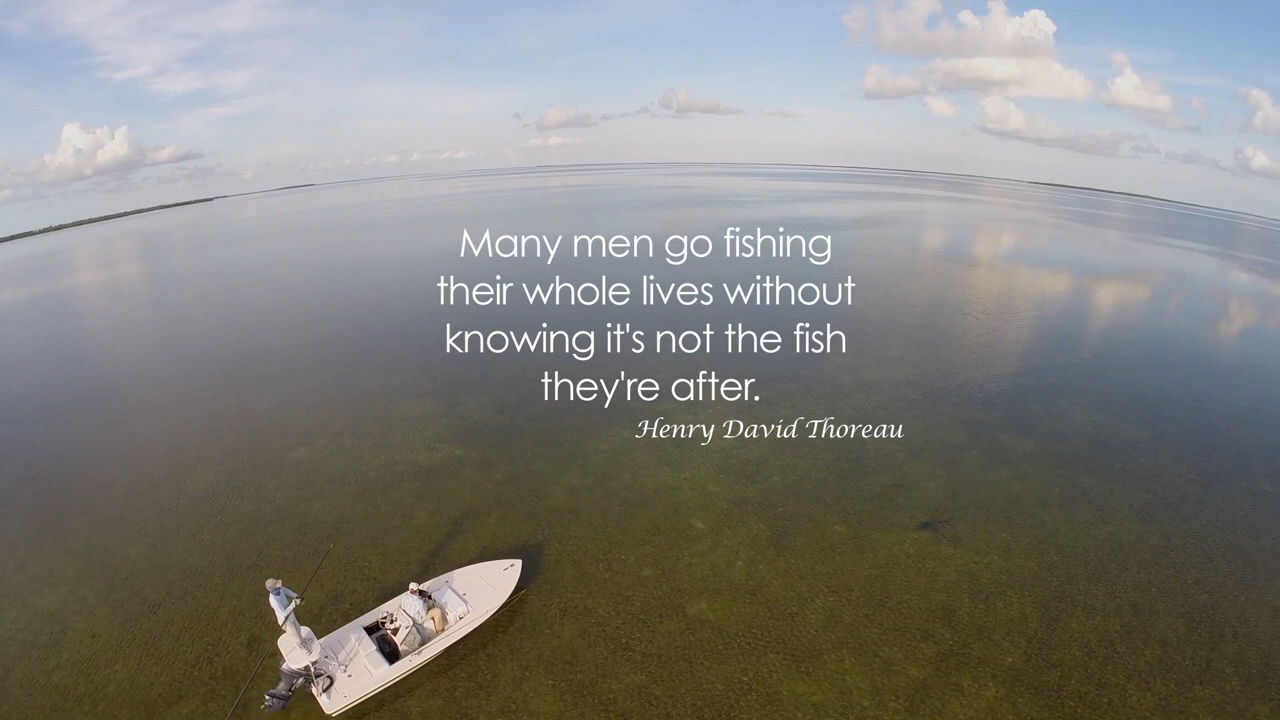 Many men go fishing
their whole lives without
knowing it's not the fish
they're after.
Henry David Thoreau